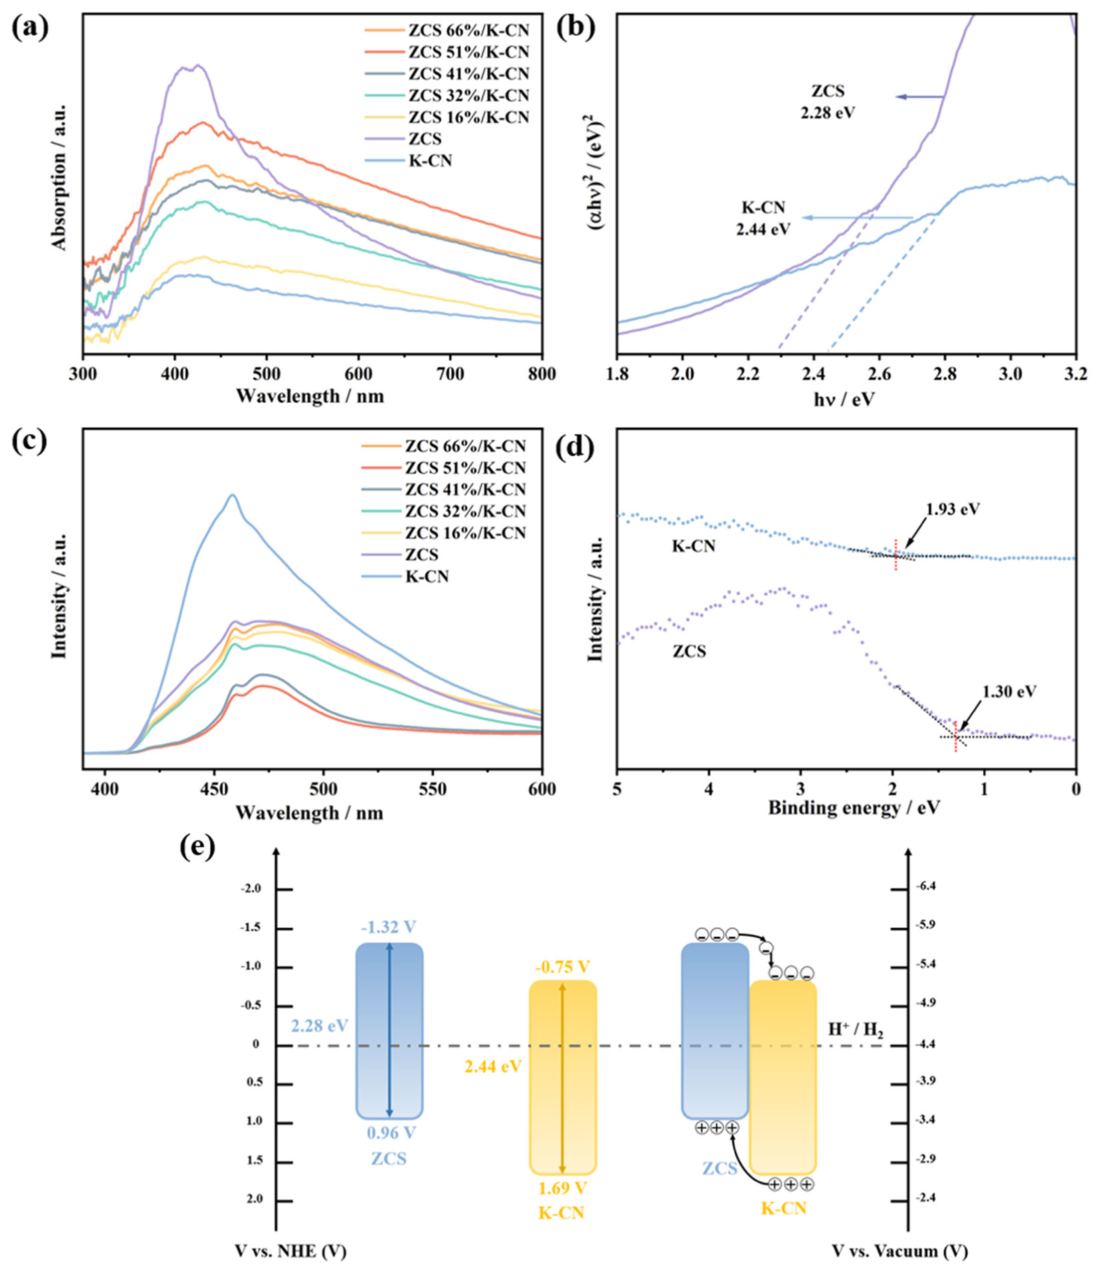 (a)
ZCS 66%/K-CN
ZCS 51%/K-CN
ZCS 41%/K-CN
ZCS 32%/K-CN
ZCS 16%/K-CN
ZCS
K-CN
Absorption / a.u.
300 400 500 600 700 800
Wavelength / nm
(b)
ZCS
2.28 eV
K-CN
2.44 eV
(αhν)² / (eV)²
1.8 2.0 2.2 2.4 2.6 2.8 3.0 3.2
hν / eV
(c)
ZCS 66%/K-CN
ZCS 51%/K-CN
ZCS 41%/K-CN
ZCS 32%/K-CN
ZCS 16%/K-CN
ZCS
K-CN
Intensity / a.u.
400 450 500 550 600
Wavelength / nm
(d)
1.93 eV
K-CN
ZCS
1.30 eV
Intensity / a.u.
5 4 3 2 1 0
Binding energy / eV
(e)
-2.0
-1.5
-1.0
-0.5
0
0.5
1.0
1.5
2.0
V vs. NHE (V)
-1.32 V
2.28 eV
0.96 V
ZCS
-0.75 V
2.44 eV
1.69 V
K-CN
ZCS
K-CN
H⁺ / H₂
-6.4
-5.9
-5.4
-4.9
-4.4
-3.9
-3.4
-2.9
-2.4
V vs. Vacuum (V)